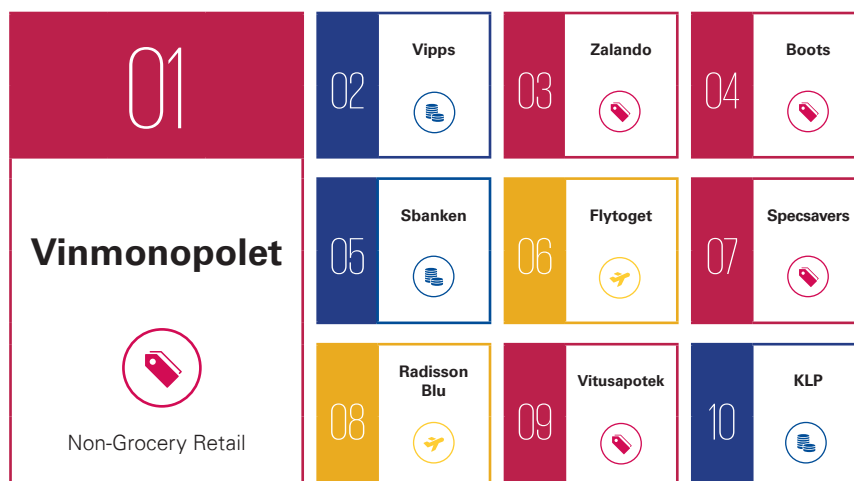 01
Vinmonopolet
Non-Grocery Retail
02
Vipps
03
Zalando
04
Boots
05
Sbanken
06
Flytoget
07
Specsavers
08
Radisson
Blu
09
Vitusapotek
10
KLP